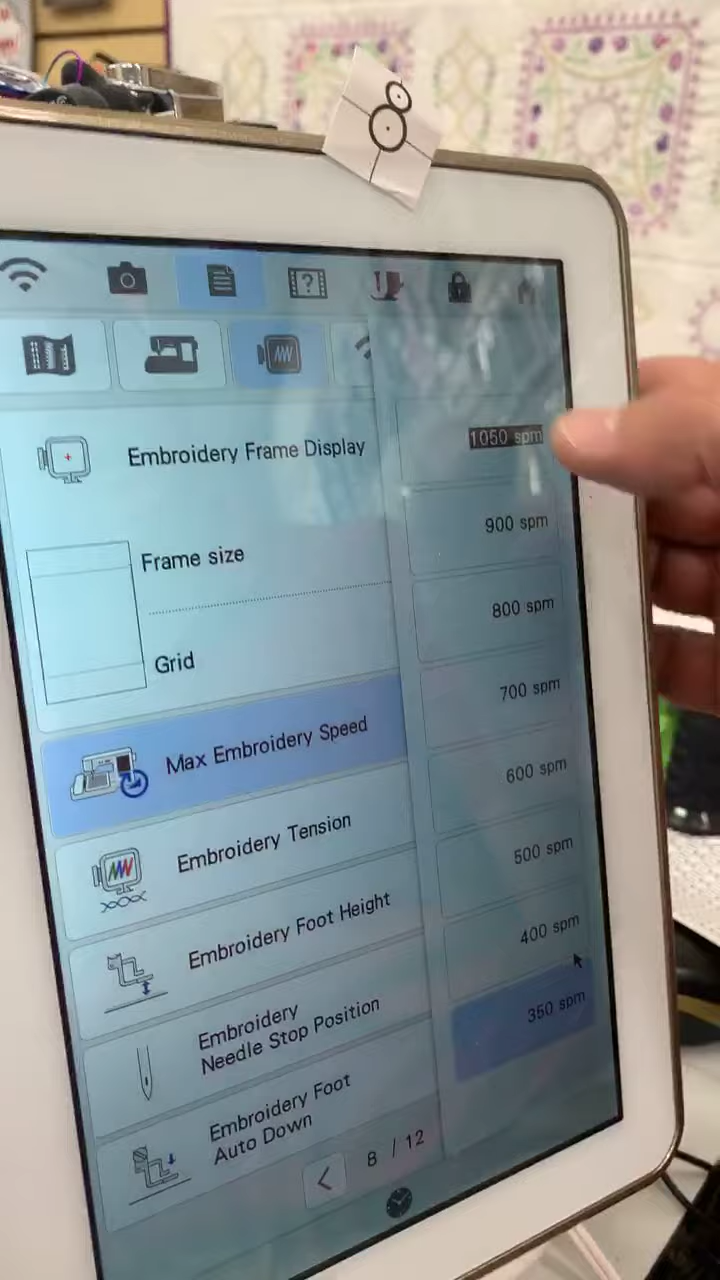 Embroidery Frame Display
1050 spm
900 spm
Frame size
800 spm
Grid
700 spm
Max Embroidery Speed
600 spm
Embroidery Tension
500 spm
Embroidery Foot Height
400 spm
Embroidery
Needle Stop Position
350 spm
Embroidery Foot
Auto Down
8 / 12